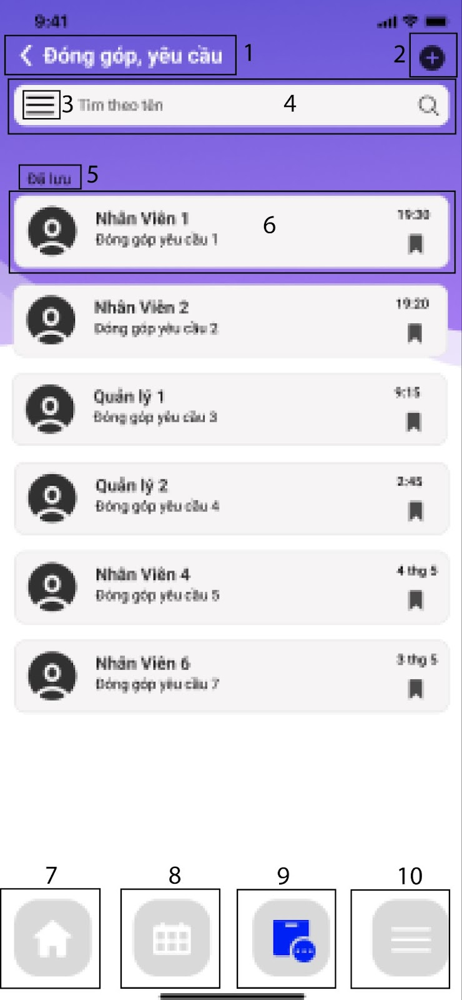 9:41
Đóng góp, yêu cầu 1
2
3 Tìm theo tên 4
Đã lưu 5
Nhân Viên 1 19:30
Đóng góp yêu cầu 1 6
Nhân Viên 2 19:20
Đóng góp yêu cầu 2
Quản lý 1 9:15
Đóng góp yêu cầu 3
Quản lý 2 2:45
Đóng góp yêu cầu 4
Nhân Viên 4 4 thg 5
Đóng góp yêu cầu 5
Nhân Viên 6 3 thg 5
Đóng góp yêu cầu 7
7 8 9 10